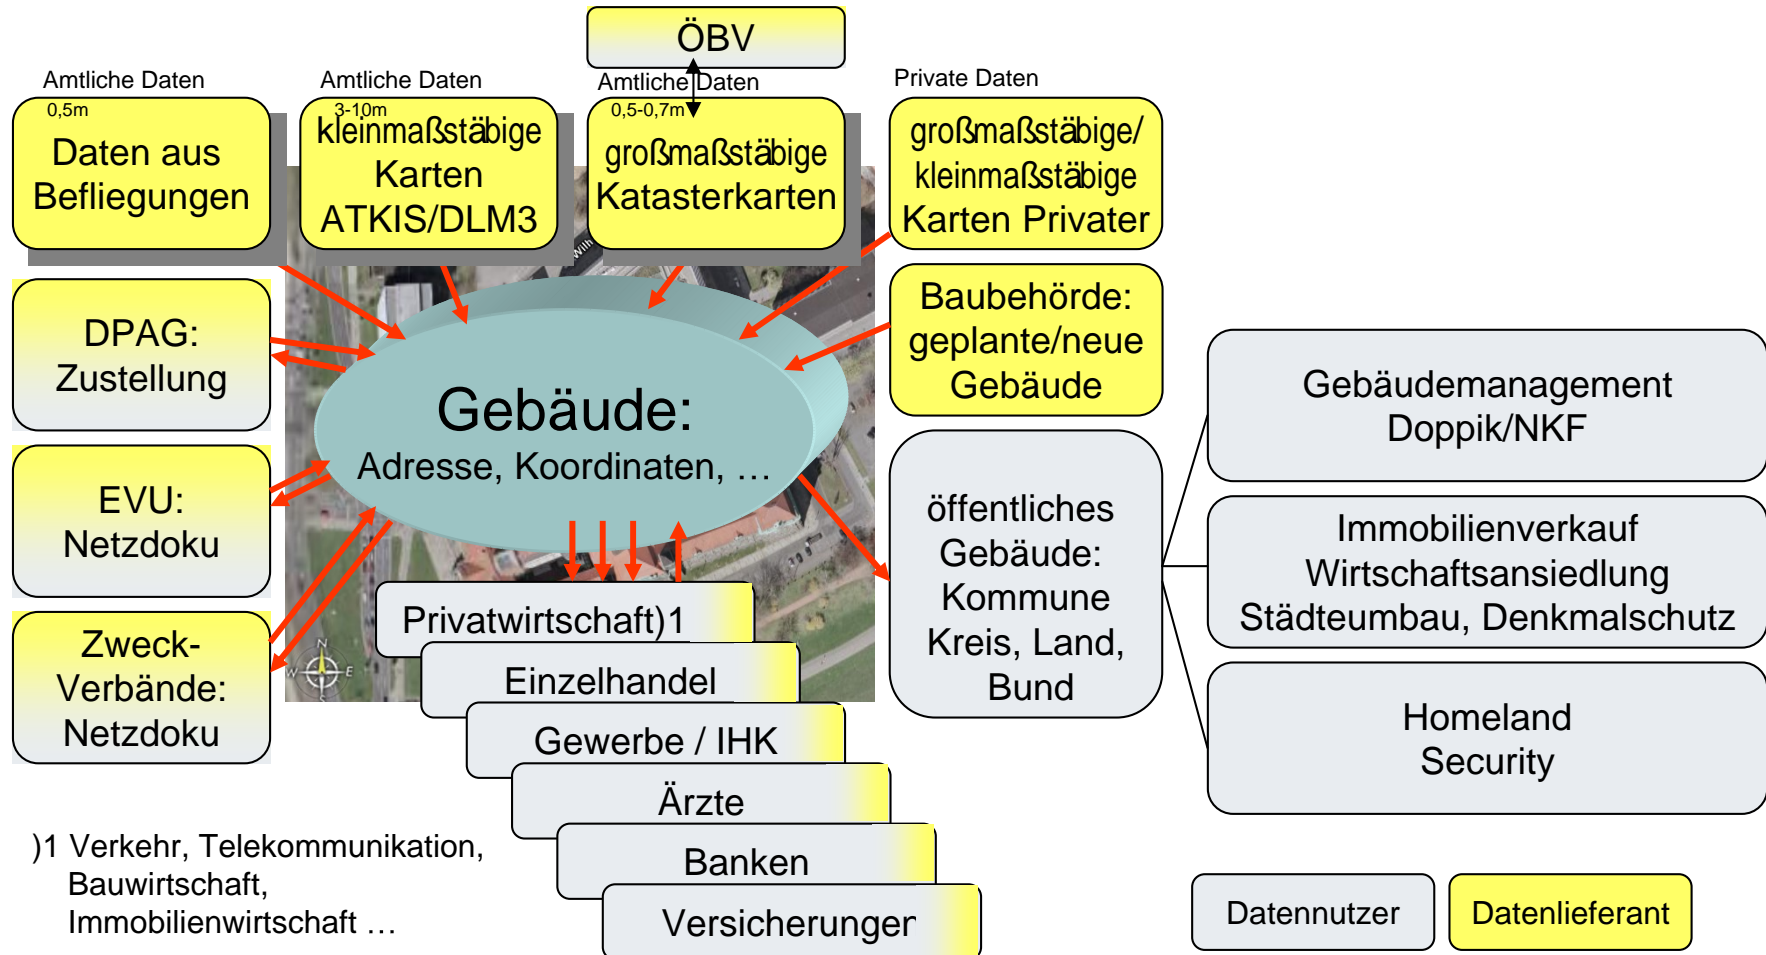 ÖBV
Amtliche Daten
0,5m
Daten aus
Befliegungen
Amtliche Daten
3-10m
kleinmaßstäbige
Karten
ATKIS/DLM3
Amtliche Daten
0,5-0,7m
großmaßstäbige
Katasterkarten
Private Daten
großmaßstäbige/
kleinmaßstäbige
Karten Privater
Wilh
DPAG:
Zustellung
Baubehörde:
geplante/neue
Gebäude
Gebäude:
Adresse, Koordinaten, …
EVU:
Netzdoku
Zweck-
Verbände:
Netzdoku
öffentliches
Gebäude:
Kommune
Kreis, Land,
Bund
Gebäudemanagement
Doppik/NKF
Immobilienverkauf
Wirtschaftsansiedlung
Städteumbau, Denkmalschutz
Homeland
Security
N
W
E
S
Privatwirtschaft)1
Einzelhandel
Gewerbe / IHK
Ärzte
Banken
Versicherungen
)1 Verkehr, Telekommunikation,
Bauwirtschaft,
Immobilienwirtschaft …
Datennutzer
Datenlieferant